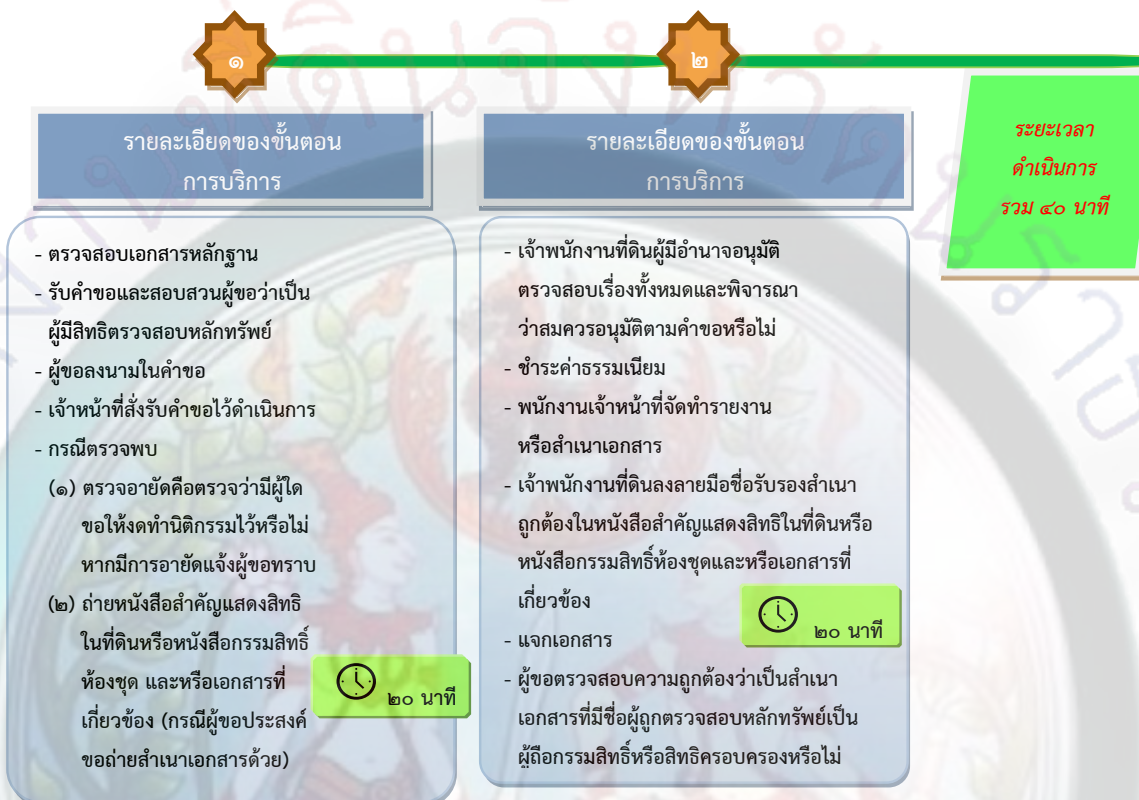 ๑
รายละเอียดของขั้นตอน
การบริการ
- ตรวจสอบเอกสารหลักฐาน
- รับคำขอและสอบสวนผู้ขอว่าเป็น
ผู้มีสิทธิตรวจสอบหลักทรัพย์
- ผู้ขอลงนามในคำขอ
- เจ้าหน้าที่สั่งรับคำขอไว้ดำเนินการ
- กรณีตรวจพบ
(๑) ตรวจอายัดคือตรวจว่ามีผู้ใด
ขอให้งดทำนิติกรรมไว้หรือไม่
หากมีการอายัดแจ้งผู้ขอทราบ
(๒) ถ่ายหนังสือสำคัญแสดงสิทธิ
ในที่ดินหรือหนังสือกรรมสิทธิ์
ห้องชุด และหรือเอกสารที่
เกี่ยวข้อง (กรณีผู้ขอประสงค์
ขอถ่ายสำเนาเอกสารด้วย)
๒๐ นาที
๒
รายละเอียดของขั้นตอน
การบริการ
- เจ้าพนักงานที่ดินผู้มีอำนาจอนุมัติ
ตรวจสอบเรื่องทั้งหมดและพิจารณา
ว่าสมควรอนุมัติตามคำขอหรือไม่
- ชำระค่าธรรมเนียม
- พนักงานเจ้าหน้าที่จัดทำรายงาน
หรือสำเนาเอกสาร
- เจ้าพนักงานที่ดินลงลายมือชื่อรับรองสำเนา
ถูกต้องในหนังสือสำคัญแสดงสิทธิในที่ดินหรือ
หนังสือกรรมสิทธิ์ห้องชุดและหรือเอกสารที่
เกี่ยวข้อง
- แจกเอกสาร
- ผู้ขอตรวจสอบความถูกต้องว่าเป็นสำเนา
เอกสารที่มีชื่อผู้ถูกตรวจสอบหลักทรัพย์เป็น
ผู้ถือกรรมสิทธิ์หรือสิทธิครอบครองหรือไม่
๒๐ นาที
ระยะเวลา
ดำเนินการ
รวม ๔๐ นาที